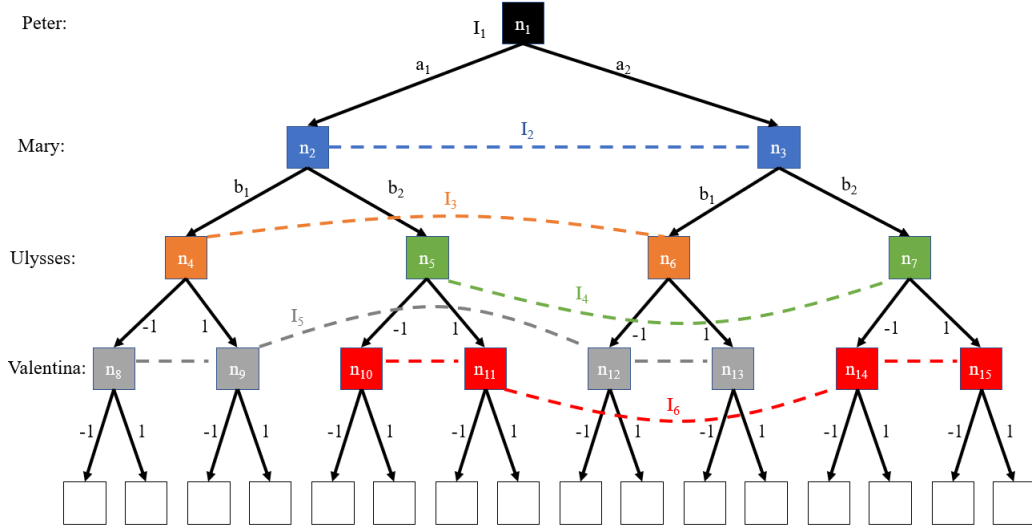 Peter:
I₁
n₁
a₁
a₂
Mary:
n₂
I₂
n₃
b₁
b₂
b₁
b₂
Ulysses:
n₄
I₃
n₅
n₆
I₄
n₇
-1
1
I₅
-1
1
-1
1
-1
1
Valentina:
n₈
n₉
n₁₀
n₁₁
n₁₂
n₁₃
n₁₄
n₁₅
I₆
-1
1
-1
1
-1
1
-1
1
-1
1
-1
1
-1
1
-1
1